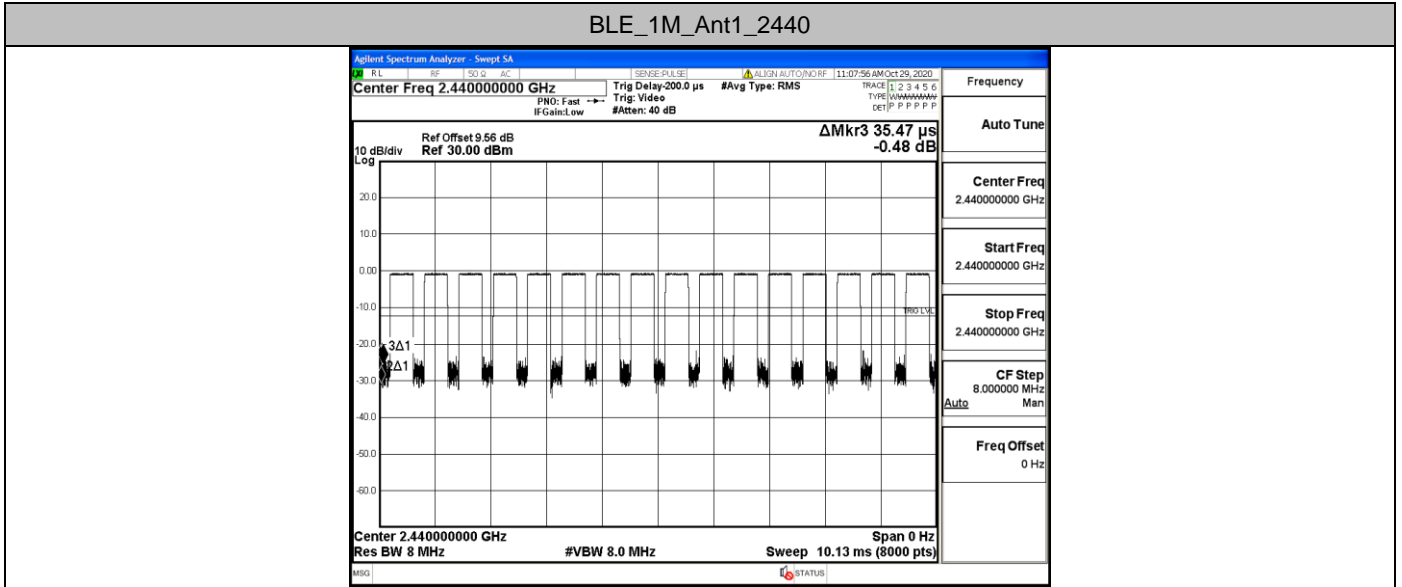 BLE_1M_Ant1_2440
Agilent Spectrum Analyzer - Swept SA
RL RF 50 Ω AC SENSE:PULSE ALIGN AUTO/NO RF 11:07:56 AM Oct 29, 2020
Center Freq 2.440000000 GHz
PNO: Fast
IFGain:Low
Trig Delay-200.0 µs
Trig: Video
#Atten: 40 dB
#Avg Type: RMS
TRACE 1 2 3 4 5 6
TYPE
DET P P P P P P
Frequency
ΔMkr3 35.47 µs
-0.48 dB
Ref Offset 9.56 dB
10 dB/div Ref 30.00 dBm
Log
20.0
10.0
0.00
-10.0
TRIG LVL
-20.0
3Δ1
2Δ1
-30.0
-40.0
-50.0
-60.0
Center 2.440000000 GHz Span 0 Hz
Res BW 8 MHz #VBW 8.0 MHz Sweep 10.13 ms (8000 pts)
MSG STATUS
Auto Tune
Center Freq
2.440000000 GHz
Start Freq
2.440000000 GHz
Stop Freq
2.440000000 GHz
CF Step
8.000000 MHz
Auto Man
Freq Offset
0 Hz